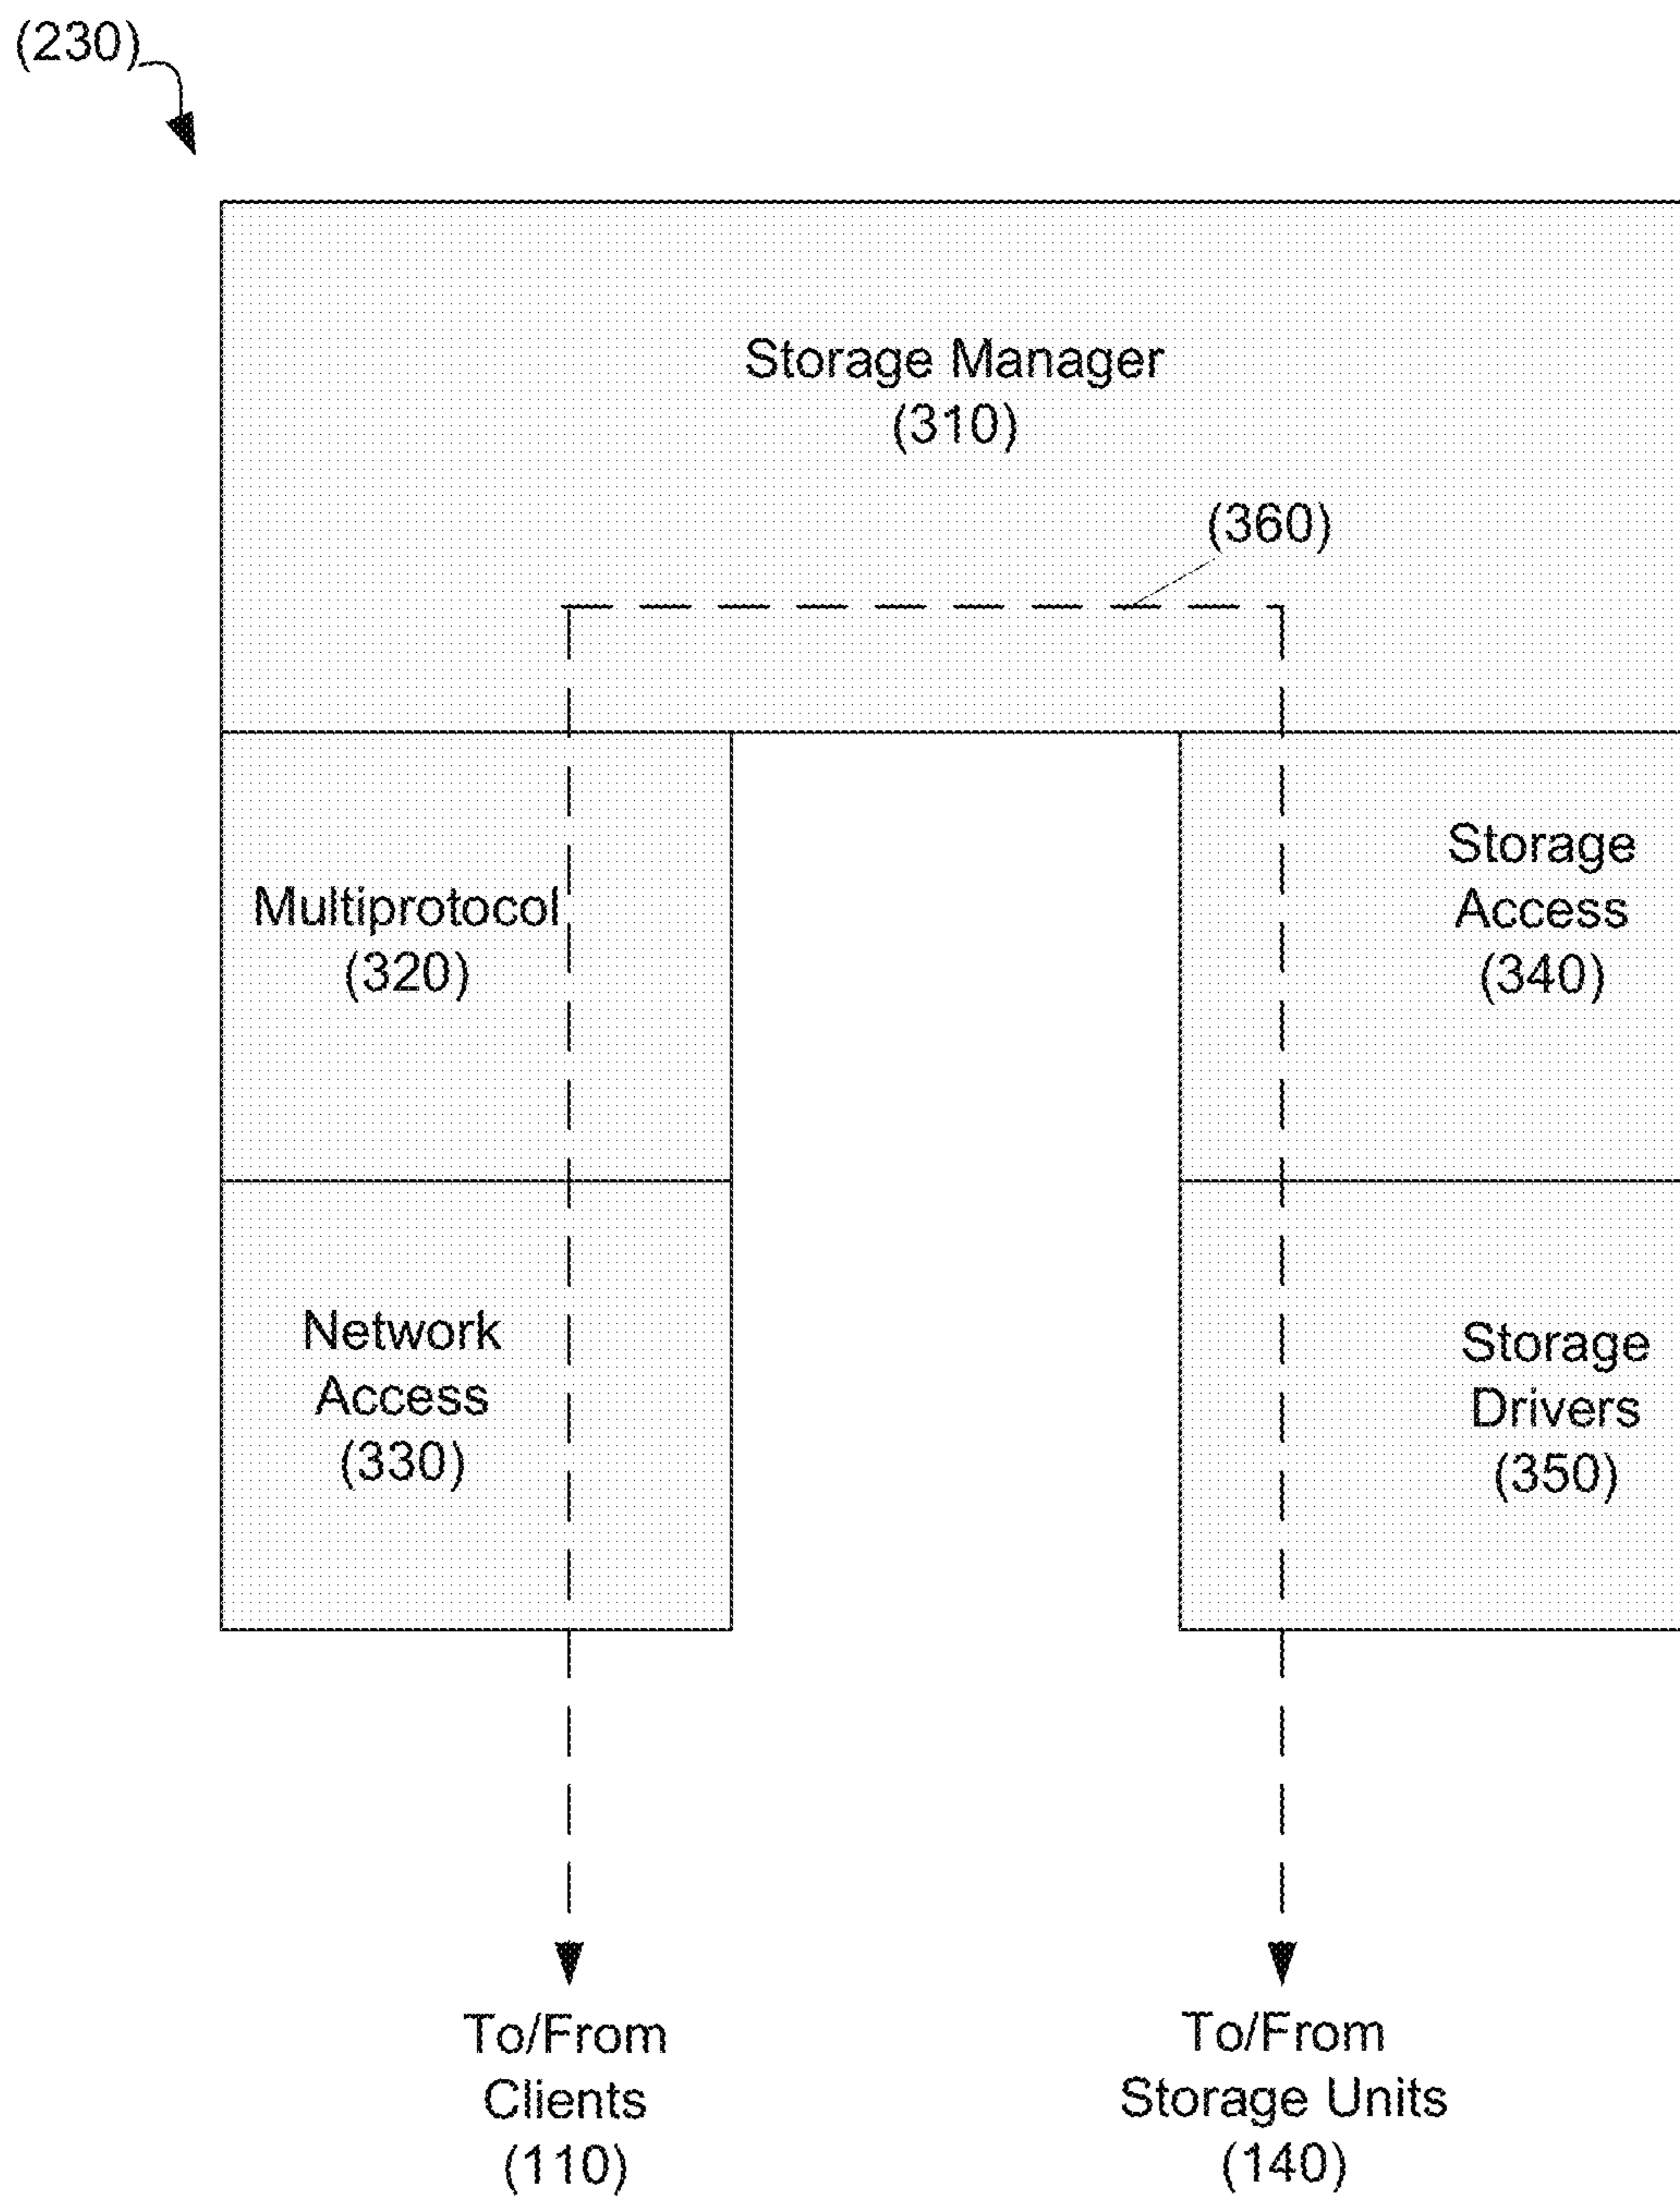 (230)
Storage Manager
(310)
(360)
Multiprotocol
(320)
Storage
Access
(340)
Network
Access
(330)
Storage
Drivers
(350)
To/From
Clients
(110)
To/From
Storage Units
(140)